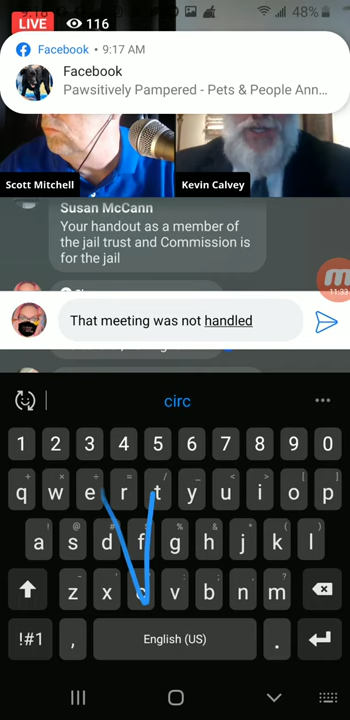 LIVE 116
48%
Facebook • 9:17 AM
Facebook
Pawsitively Pampered - Pets & People Ann...
Scott Mitchell
Kevin Calvey
Susan McCann
Your handout as a member of
the jail trust and Commission is
for the jail
11:33
That meeting was not handled
circ
1 2 3 4 5 6 7 8 9 0
q w e r t y u i o p
a s d f g h j k l
z x c v b n m
!#1 , English (US) .